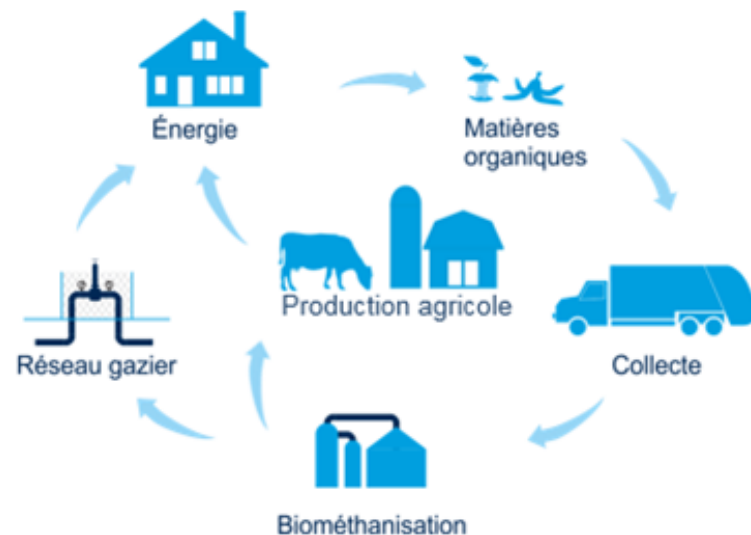 Énergie
Matières
organiques
Production agricole
Réseau gazier
Collecte
Biométhanisation